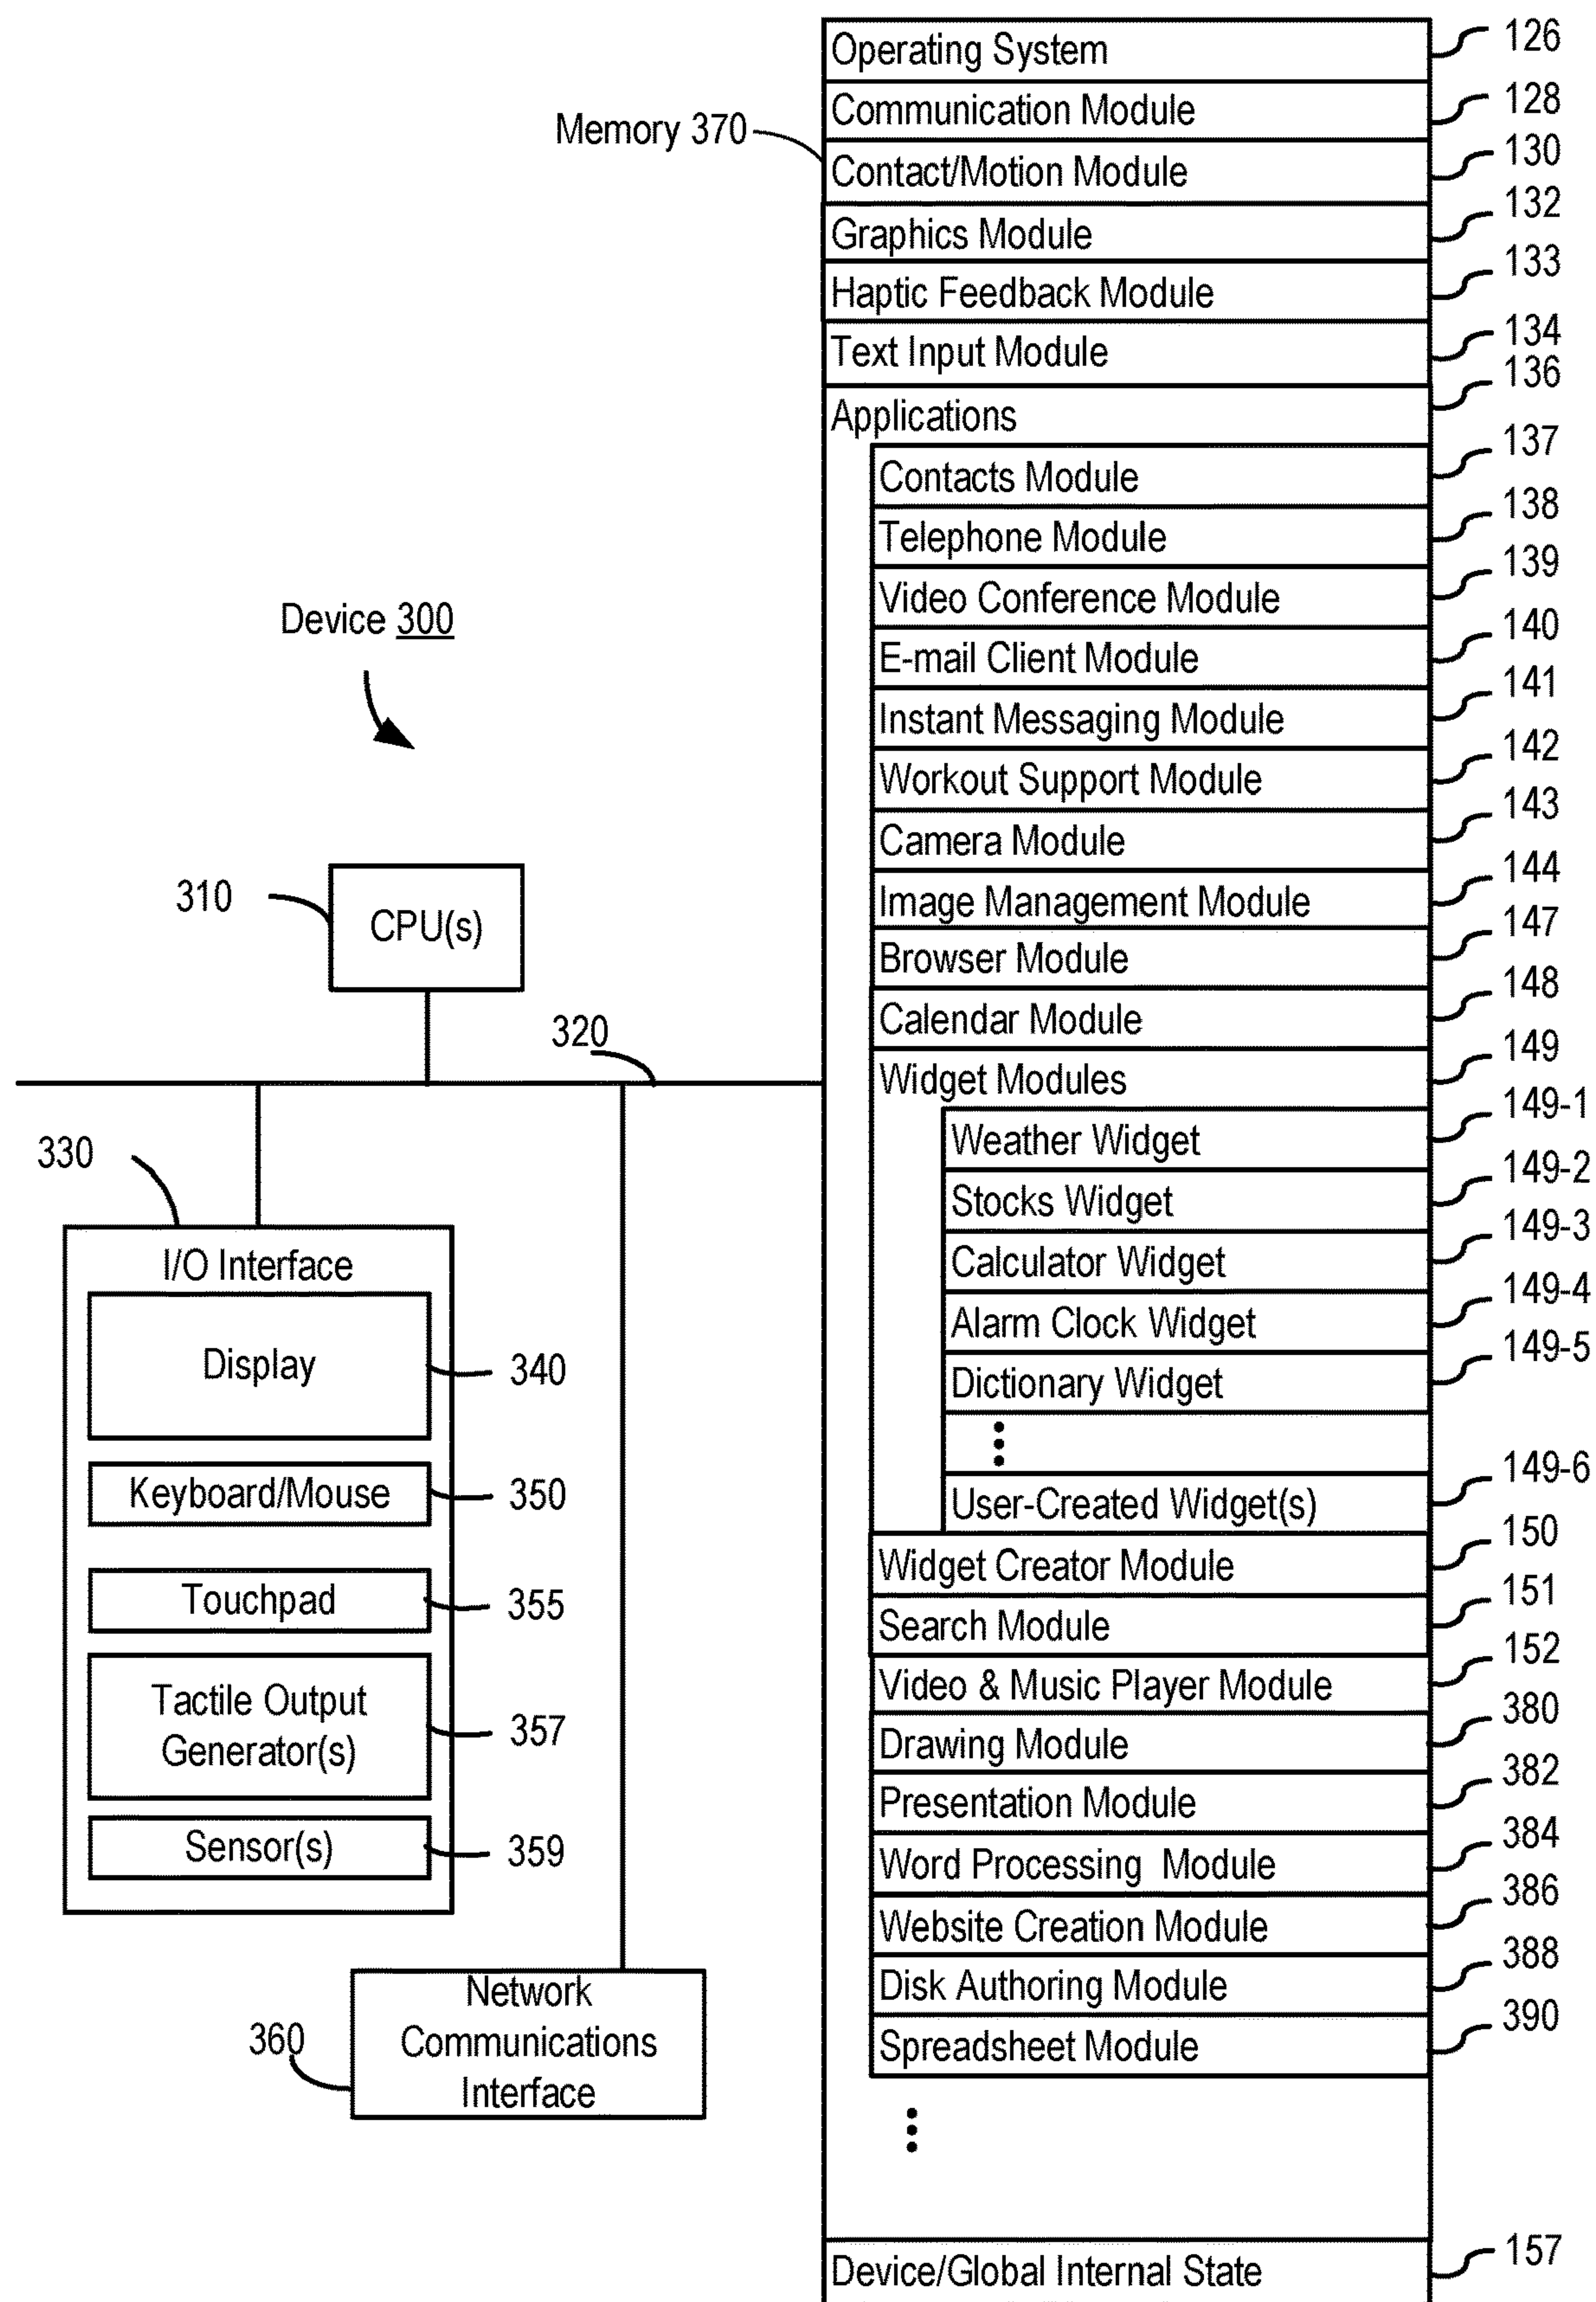 Device 300
310
CPU(s)
320
330
I/O Interface
Display
340
Keyboard/Mouse
350
Touchpad
355
Tactile Output
Generator(s)
357
Sensor(s)
359
360
Network
Communications
Interface
Memory 370
Operating System 126
Communication Module 128
Contact/Motion Module 130
Graphics Module 132
Haptic Feedback Module 133
Text Input Module 134
Applications 136
Contacts Module 137
Telephone Module 138
Video Conference Module 139
E-mail Client Module 140
Instant Messaging Module 141
Workout Support Module 142
Camera Module 143
Image Management Module 144
Browser Module 147
Calendar Module 148
Widget Modules 149
Weather Widget 149-1
Stocks Widget 149-2
Calculator Widget 149-3
Alarm Clock Widget 149-4
Dictionary Widget 149-5
User-Created Widget(s) 149-6
Widget Creator Module 150
Search Module 151
Video & Music Player Module 152
Drawing Module 380
Presentation Module 382
Word Processing Module 384
Website Creation Module 386
Disk Authoring Module 388
Spreadsheet Module 390
Device/Global Internal State 157